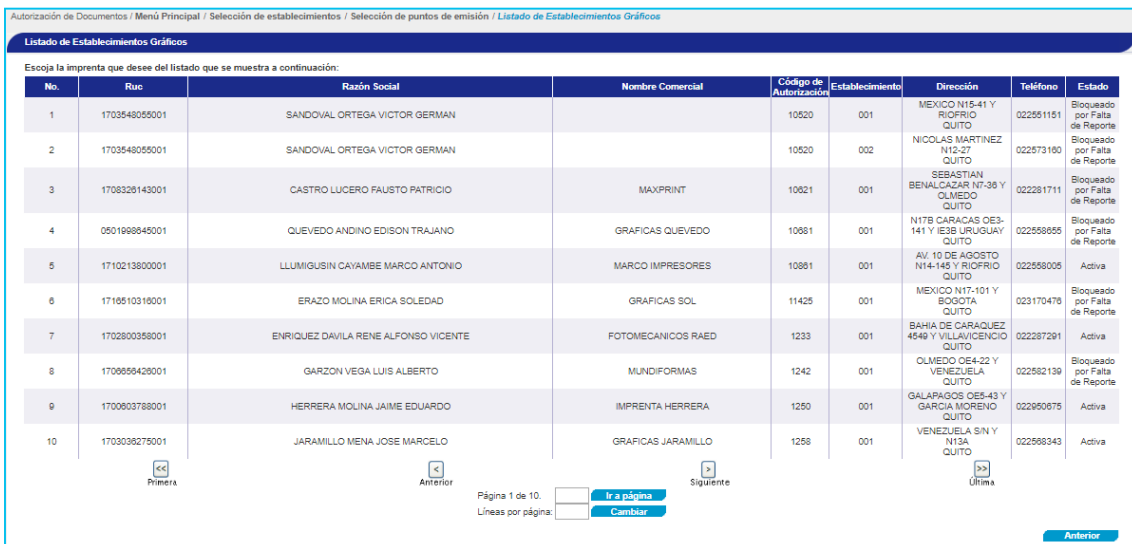 Autorización de Documentos / Menú Principal / Selección de establecimientos / Selección de puntos de emisión / Listado de Establecimientos Gráficos
Listado de Establecimientos Gráficos
Escoja la imprenta que desee del listado que se muestra a continuación:
No. Ruc Razón Social Nombre Comercial Código de Autorización Establecimiento Dirección Teléfono Estado
1 1703548055001 SANDOVAL ORTEGA VICTOR GERMAN 10520 001 MEXICO N15-41 Y RIOFRIO QUITO 022551151 Bloqueado por Falta de Reporte
2 1703548055001 SANDOVAL ORTEGA VICTOR GERMAN 10520 002 NICOLAS MARTINEZ N12-27 QUITO 022573160 Bloqueado por Falta de Reporte
3 1708326143001 CASTRO LUCERO FAUSTO PATRICIO MAXPRINT 10621 001 SEBASTIAN BENALCAZAR N7-36 Y OLMEDO QUITO 022281711 Bloqueado por Falta de Reporte
4 0501998645001 QUEVEDO ANDINO EDISON TRAJANO GRAFICAS QUEVEDO 10681 001 N17B CARACAS OE3-141 Y IE3B URUGUAY QUITO 022558655 Bloqueado por Falta de Reporte
5 1710213800001 LLUMIGUSIN CAYAMBE MARCO ANTONIO MARCO IMPRESORES 10861 001 AV. 10 DE AGOSTO N14-145 Y RIOFRIO QUITO 022558005 Activa
6 1716510316001 ERAZO MOLINA ERICA SOLEDAD GRAFICAS SOL 11425 001 MEXICO N17-101 Y BOGOTA QUITO 023170476 Bloqueado por Falta de Reporte
7 1702800358001 ENRIQUEZ DAVILA RENE ALFONSO VICENTE FOTOMECANICOS RAED 1233 001 BAHIA DE CARAQUEZ 4549 Y VILLAVICENCIO QUITO 022287291 Activa
8 1706656426001 GARZON VEGA LUIS ALBERTO MUNDIFORMAS 1242 001 OLMEDO OE4-22 Y VENEZUELA QUITO 022582139 Bloqueado por Falta de Reporte
9 1700603788001 HERRERA MOLINA JAIME EDUARDO IMPRENTA HERRERA 1250 001 GALAPAGOS OE5-43 Y GARCIA MORENO QUITO 022950675 Activa
10 1703036275001 JARAMILLO MENA JOSE MARCELO GRAFICAS JARAMILLO 1258 001 VENEZUELA S/N Y N13A QUITO 022568343 Activa
<< < > >>
Primera Anterior Siguiente Última
Página 1 de 10. Ir a página
Líneas por página: Cambiar
Anterior